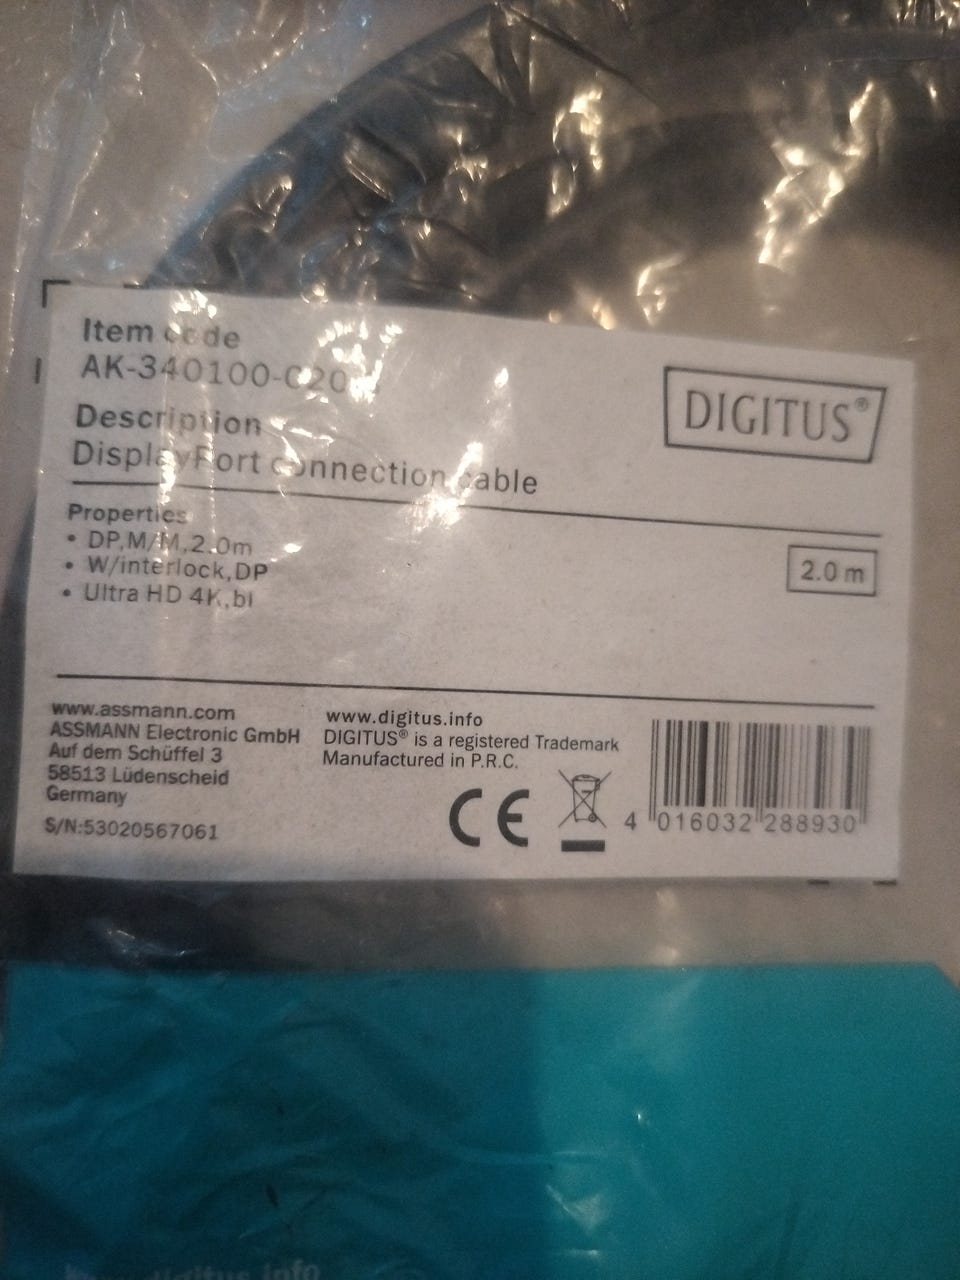 Item code
AK-340100-020
Description
DisplayPort connection cable
DIGITUS®
Properties
• DP,M/M,2.0m
• W/interlock,DP
• Ultra HD 4K,bl
2.0 m
www.assmann.com
ASSMANN Electronic GmbH
Auf dem Schüffel 3
58513 Lüdenscheid
Germany
S/N:53020567061
www.digitus.info
DIGITUS® is a registered Trademark
Manufactured in P.R.C.
CE
4 016032 288930
digitus.info